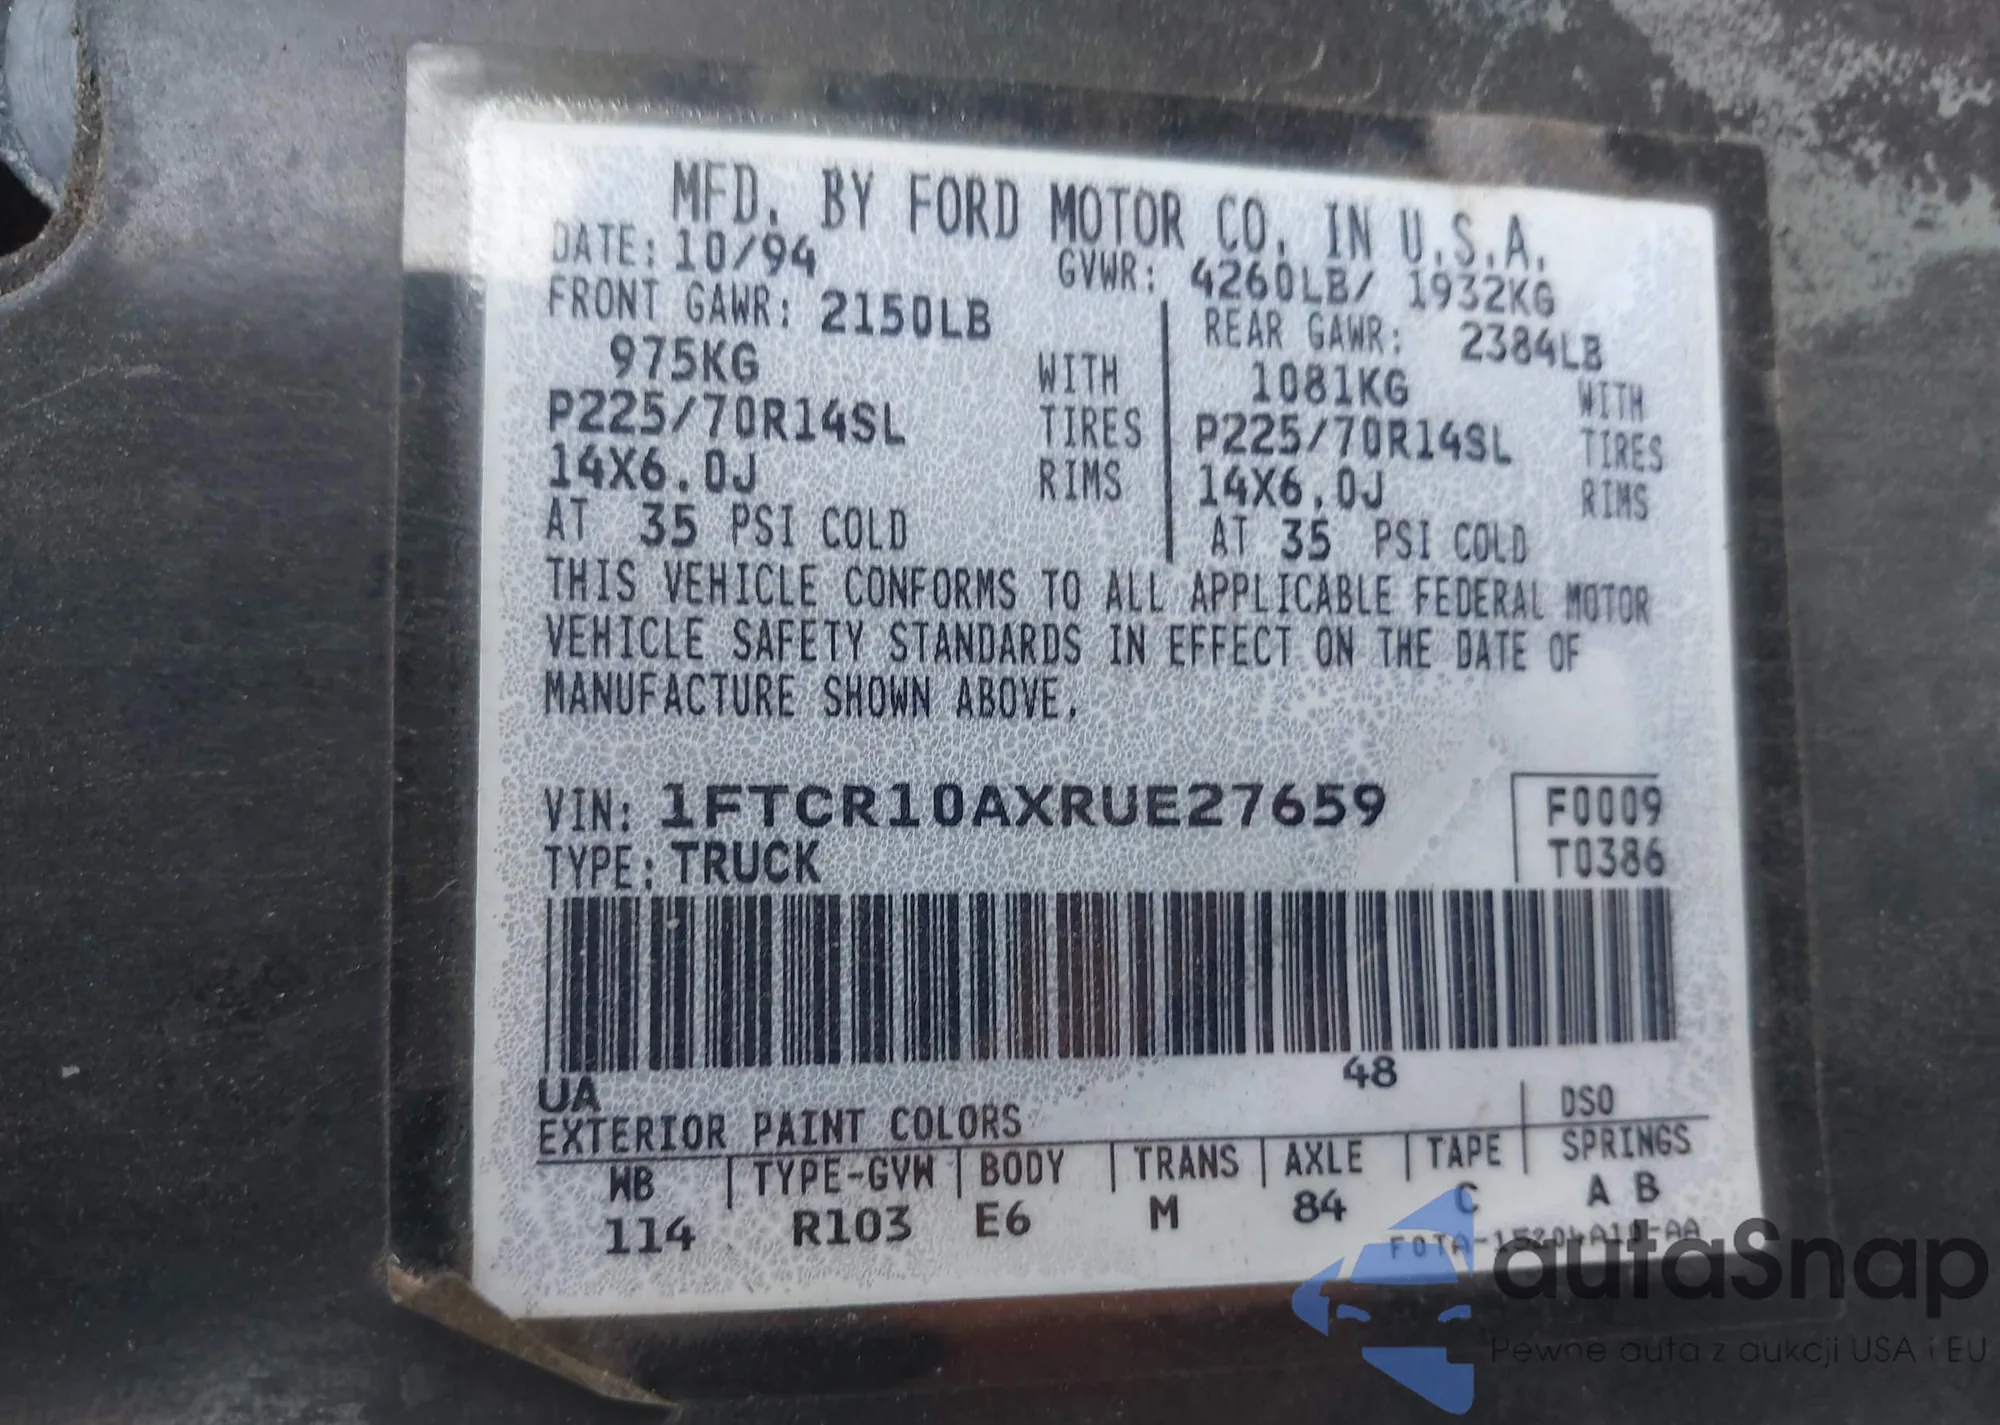 MFD. BY FORD MOTOR CO. IN U.S.A.
DATE: 10/94 GVWR: 4260LB/ 1932KG
FRONT GAWR: 2150LB REAR GAWR: 2384LB
975KG WITH 1081KG WITH
P225/70R14SL TIRES P225/70R14SL TIRES
14X6.0J RIMS 14X6.0J RIMS
AT 35 PSI COLD AT 35 PSI COLD
THIS VEHICLE CONFORMS TO ALL APPLICABLE FEDERAL MOTOR
VEHICLE SAFETY STANDARDS IN EFFECT ON THE DATE OF
MANUFACTURE SHOWN ABOVE.
VIN: 1FTCR10AXRUE27659 F0009
TYPE: TRUCK T0386
48
UA
EXTERIOR PAINT COLORS DSO
WB TYPE-GVW BODY TRANS AXLE TAPE SPRINGS
114 R103 E6 M 84 C A B
autaSnap
Pewne auta z aukcji USA i EU